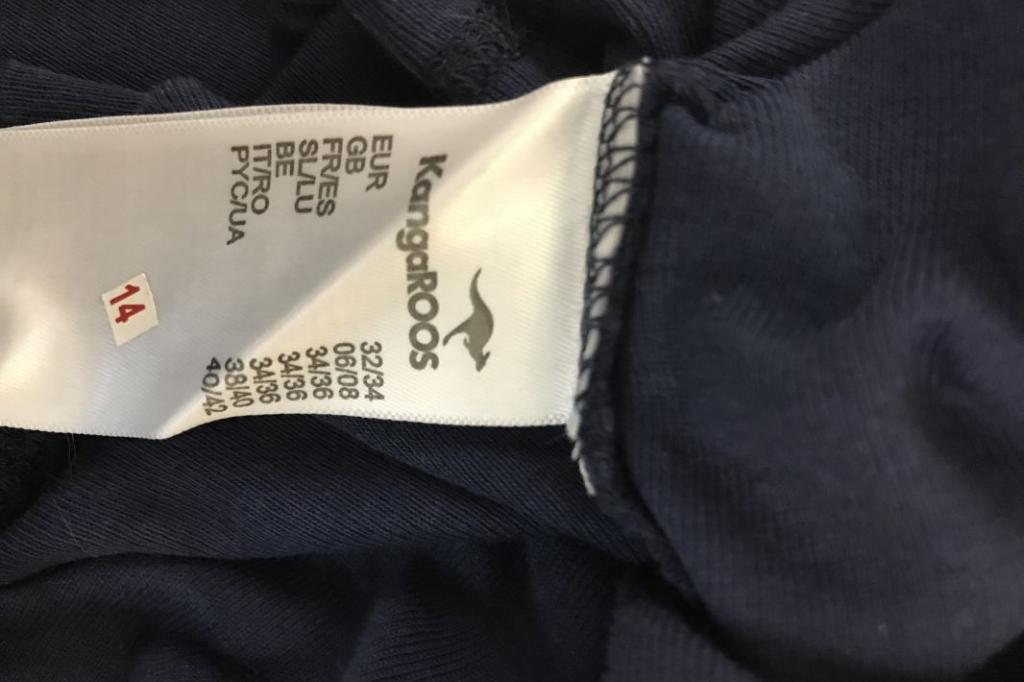 KangaROOS
EUR 32/34
GB 06/08
FR/ES 34/36
SL/LU 34/36
BE 34/36
IT/RO 38/40
PYC/UA 40/42
14